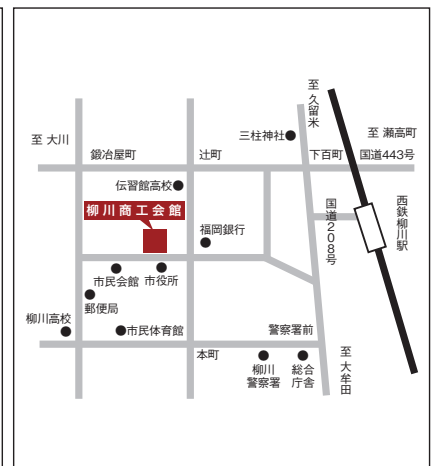 至 久留米
三柱神社
至 瀬高町
至 大川
鍛冶屋町
辻町
下百町
国道443号
伝習館高校
柳川商工会館
国道208号
西鉄柳川駅
福岡銀行
市民会館
市役所
郵便局
柳川高校
市民体育館
警察署前
本町
柳川
警察署
総合
庁舎
至 大牟田